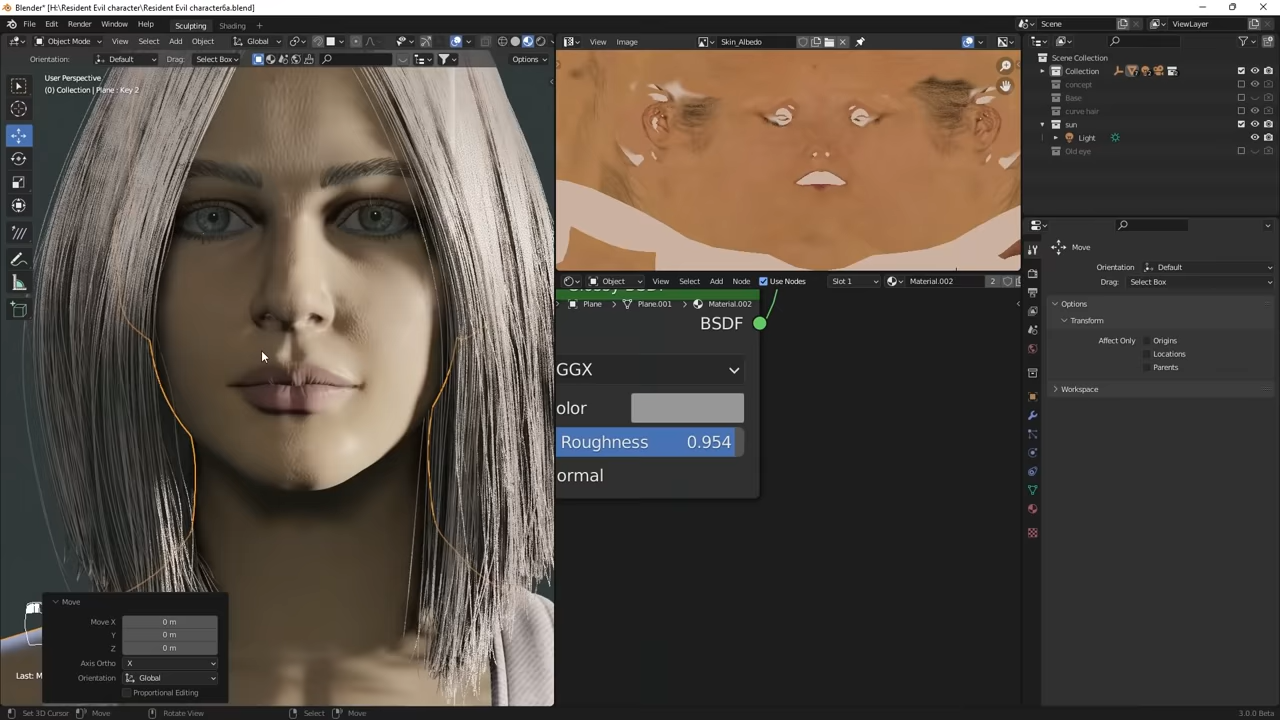 Blender* [H:\Resident Evil character\Resident Evil character6a.blend]
File Edit Render Window Help Sculpting Shading + Scene ViewLayer
Object Mode View Select Add Object Global
View Image Skin_Albedo
Orientation: Default Drag: Select Box Options
User Perspective
(0) Collection | Plane : Key 2
Scene Collection
Collection
concept
Base
curve hair
sun
Light
Old eye
Object View Select Add Node Use Nodes Slot 1 Material.002 2
Plane Plane.001 Material.002
BSDF
GGX
olor
Roughness 0.954
ormal
Move
Orientation Default
Drag: Select Box
Options
Transform
Affect Only Origins
Locations
Parents
Workspace
Move
Move X 0 m
Y 0 m
Z 0 m
Axis Ortho X
Orientation Global
Proportional Editing
Last: M
Set 3D Cursor Move Rotate View Select Move 3.0.0 Beta